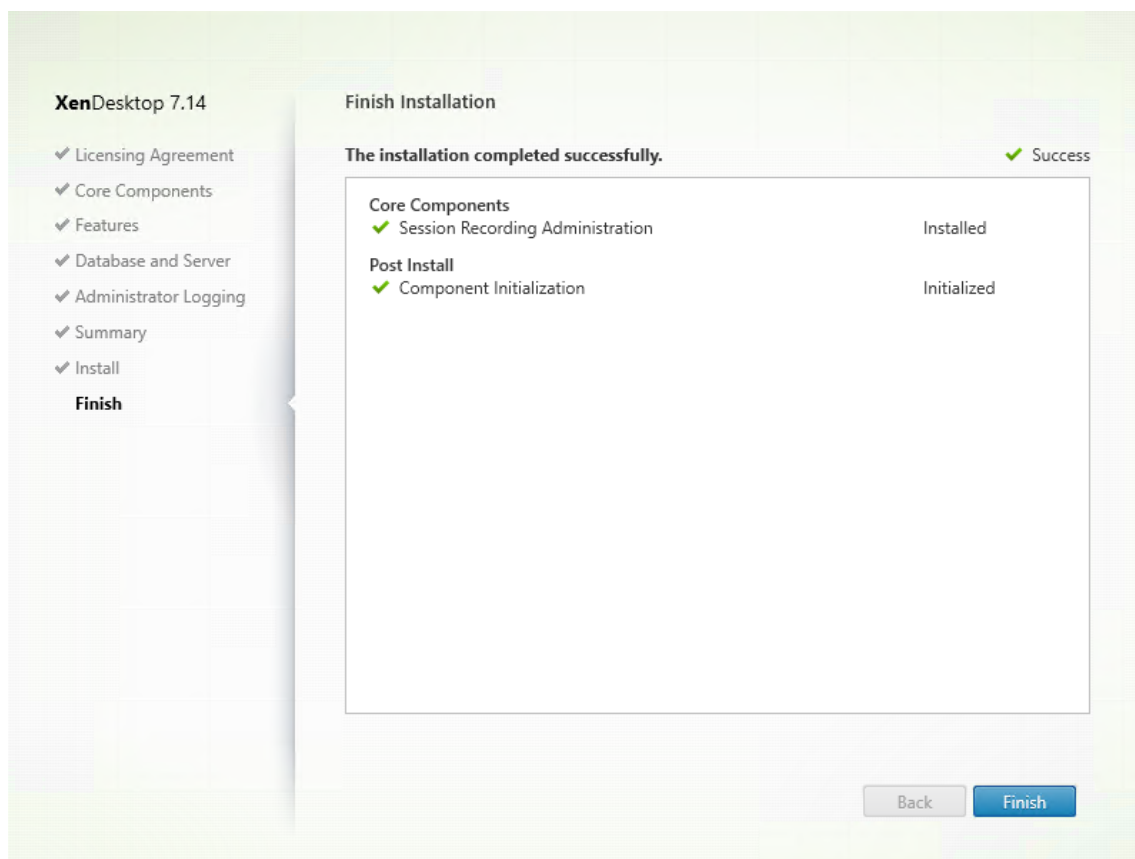 XenDesktop 7.14
Licensing Agreement
Core Components
Features
Database and Server
Administrator Logging
Summary
Install
Finish
Finish Installation
The installation completed successfully.
Success
Core Components
Session Recording Administration Installed
Post Install
Component Initialization Initialized
Back Finish